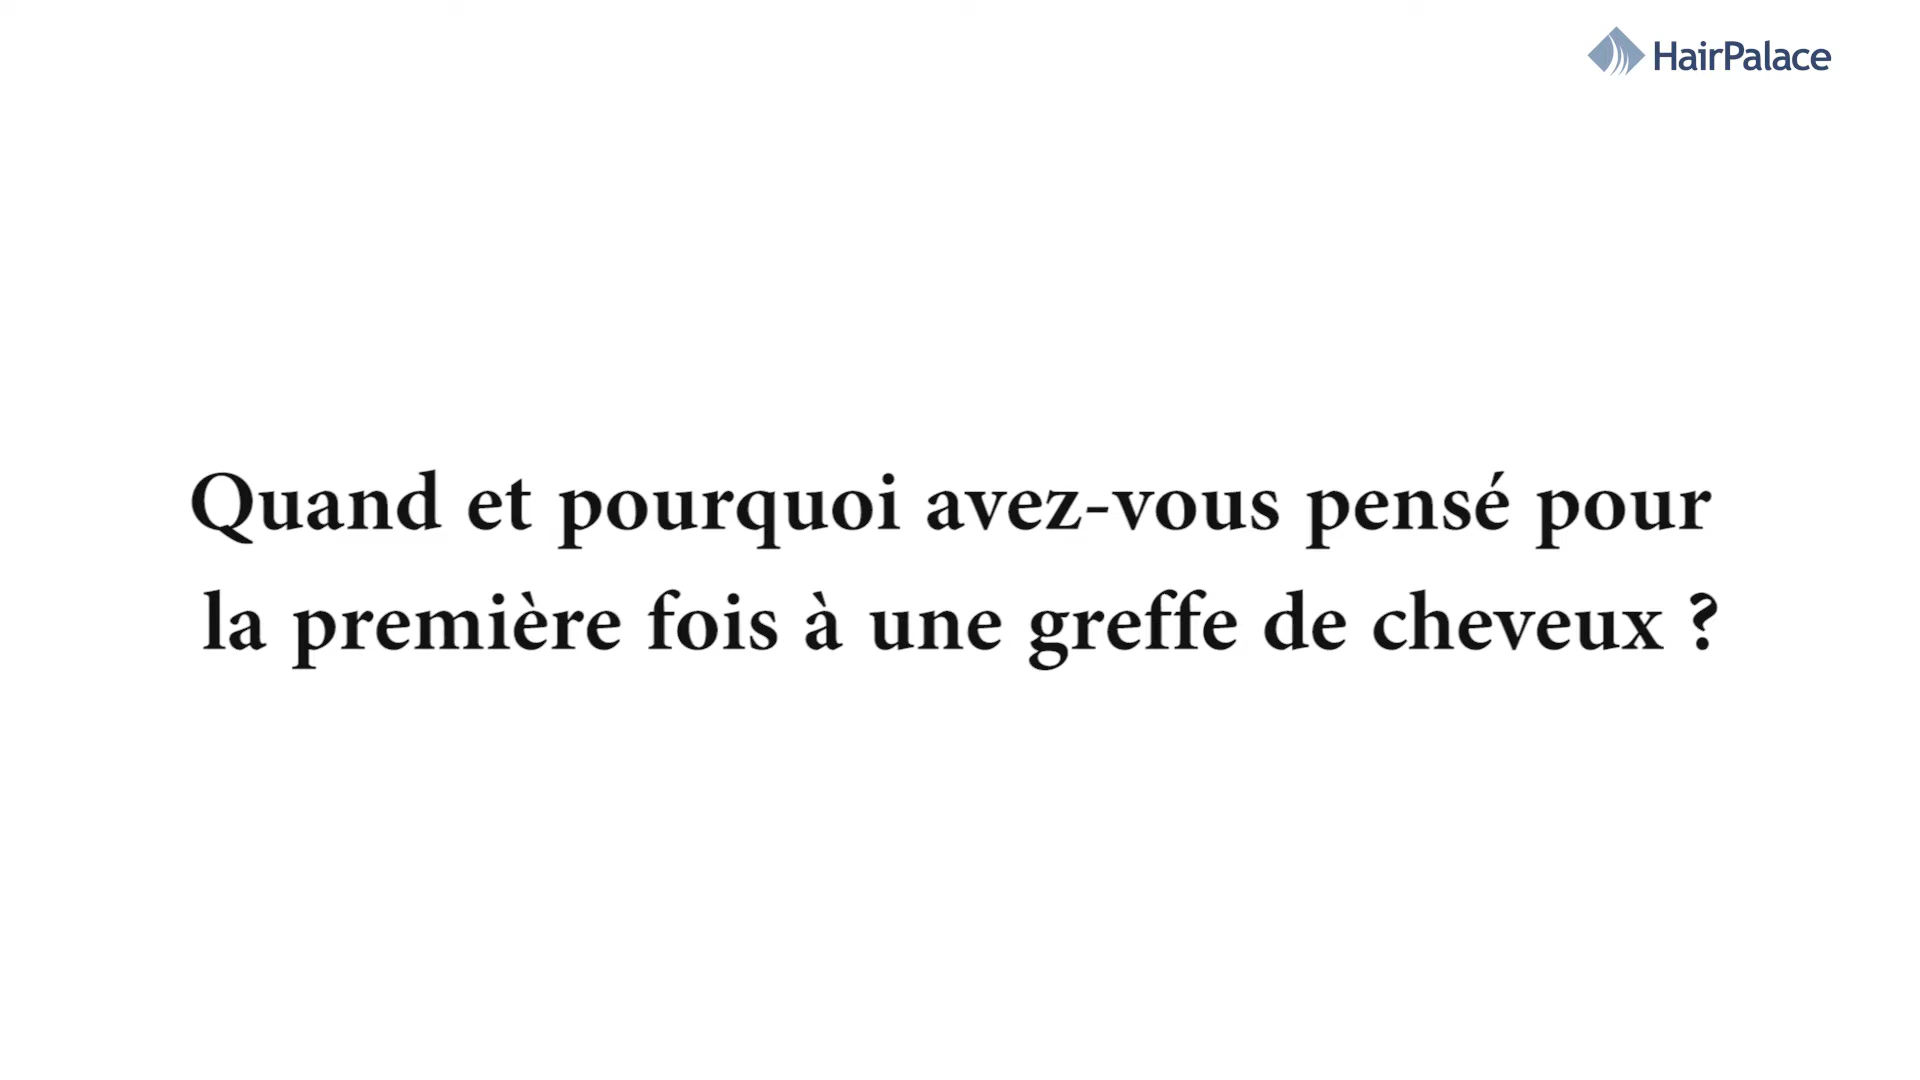 HairPalace
Quand et pourquoi avez-vous pensé pour
la première fois à une greffe de cheveux ?